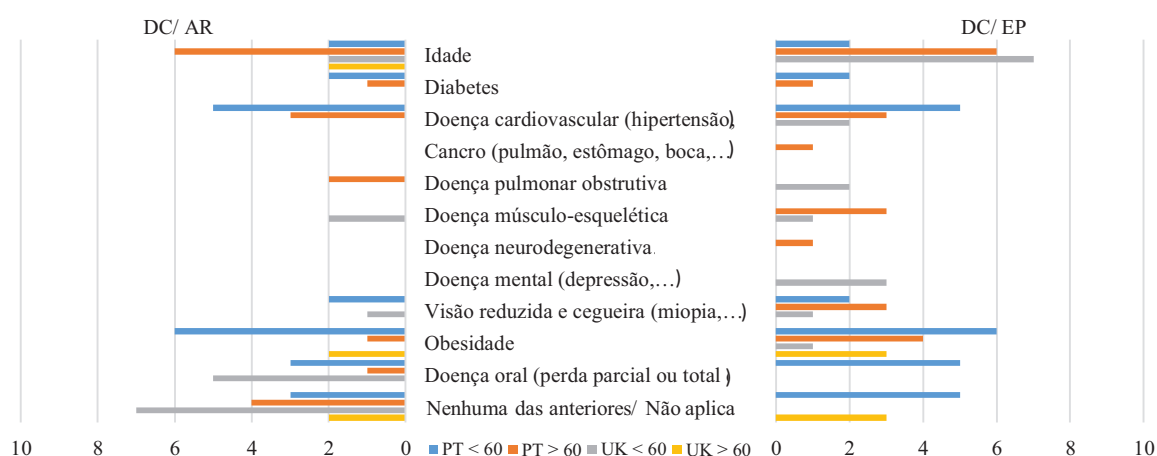 DC/ AR
DC/ EP
Idade
Diabetes
Doença cardiovascular (hipertensão)
Cancro (pulmão, estômago, boca,…)
Doença pulmonar obstrutiva
Doença músculo-esquelética
Doença neurodegenerativa
Doença mental (depressão,…)
Visão reduzida e cegueira (miopia,…)
Obesidade
Doença oral (perda parcial ou total )
Nenhuma das anteriores/ Não aplica
10 8 6 4 2 0
PT < 60 PT > 60 UK < 60 UK > 60
0 2 4 6 8 10